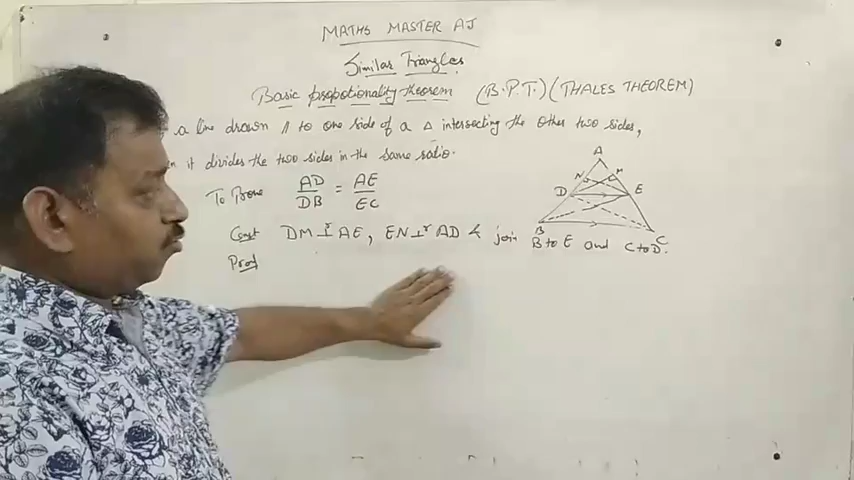 MATHS MASTER AJ
Similar Triangles
Basic propotionality theorem (B.P.T.) (THALES THEOREM)
a line drawn // to one side of a △ intersecting the other two sides,
it divides the two sides in the same ratio.
To Prove AD/DB = AE/EC
Const DM⊥r AE, EN⊥r AD & join B to E and C to D.
Proof
A
N M
D E
B C